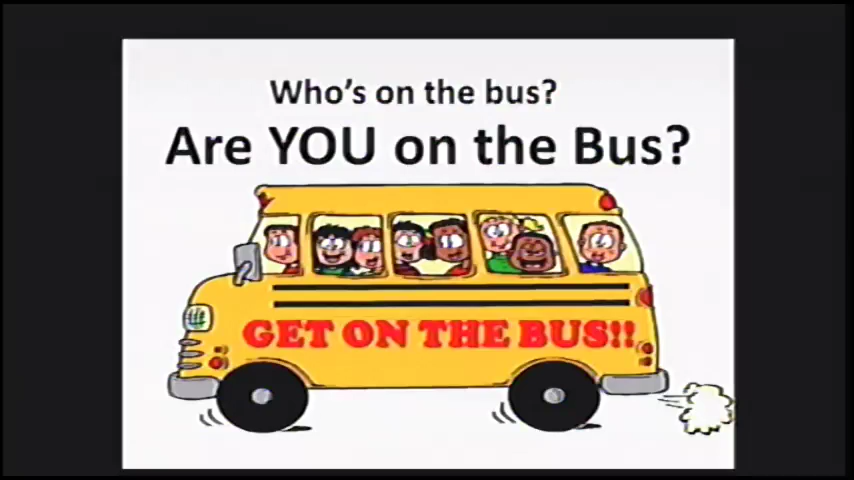 Who's on the bus?
Are YOU on the Bus?
GET ON THE BUS!!